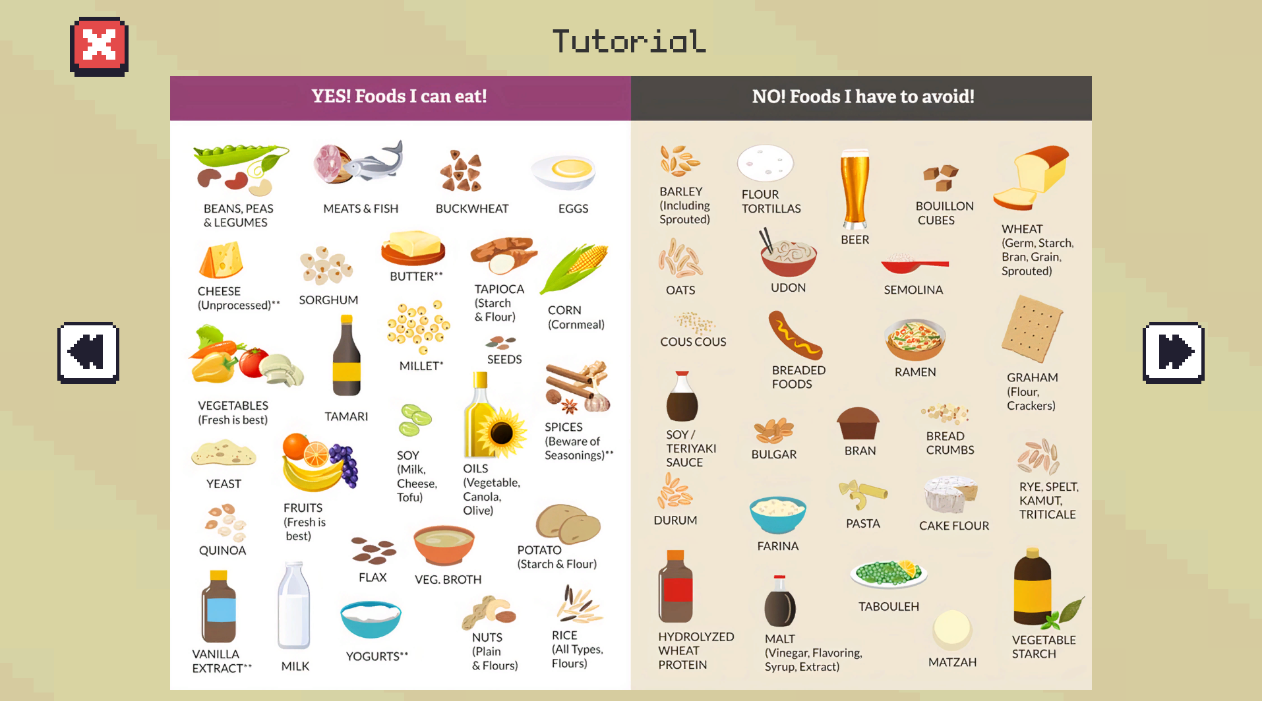 Tutorial
YES! Foods I can eat!
BEANS, PEAS
& LEGUMES
MEATS & FISH
BUCKWHEAT
EGGS
CHEESE
(Unprocessed)**
SORGHUM
BUTTER**
TAPIOCA
(Starch
& Flour)
CORN
(Cornmeal)
VEGETABLES
(Fresh is best)
TAMARI
MILLET*
SEEDS
SPICES
(Beware of
Seasonings)**
YEAST
FRUITS
(Fresh is
best)
SOY
(Milk,
Cheese,
Tofu)
OILS
(Vegetable,
Canola,
Olive)
QUINOA
FLAX
VEG. BROTH
POTATO
(Starch & Flour)
VANILLA
EXTRACT**
MILK
YOGURTS**
NUTS
(Plain
& Flours)
RICE
(All Types,
Flours)
NO! Foods I have to avoid!
BARLEY
(Including
Sprouted)
FLOUR
TORTILLAS
BEER
BOUILLON
CUBES
WHEAT
(Germ, Starch,
Bran, Grain,
Sprouted)
OATS
UDON
SEMOLINA
COUS COUS
BREADED
FOODS
RAMEN
GRAHAM
(Flour,
Crackers)
SOY /
TERIYAKI
SAUCE
BULGAR
BRAN
BREAD
CRUMBS
RYE, SPELT,
KAMUT,
TRITICALE
DURUM
FARINA
PASTA
CAKE FLOUR
HYDROLYZED
WHEAT
PROTEIN
MALT
(Vinegar, Flavoring,
Syrup, Extract)
TABOULEH
MATZAH
VEGETABLE
STARCH